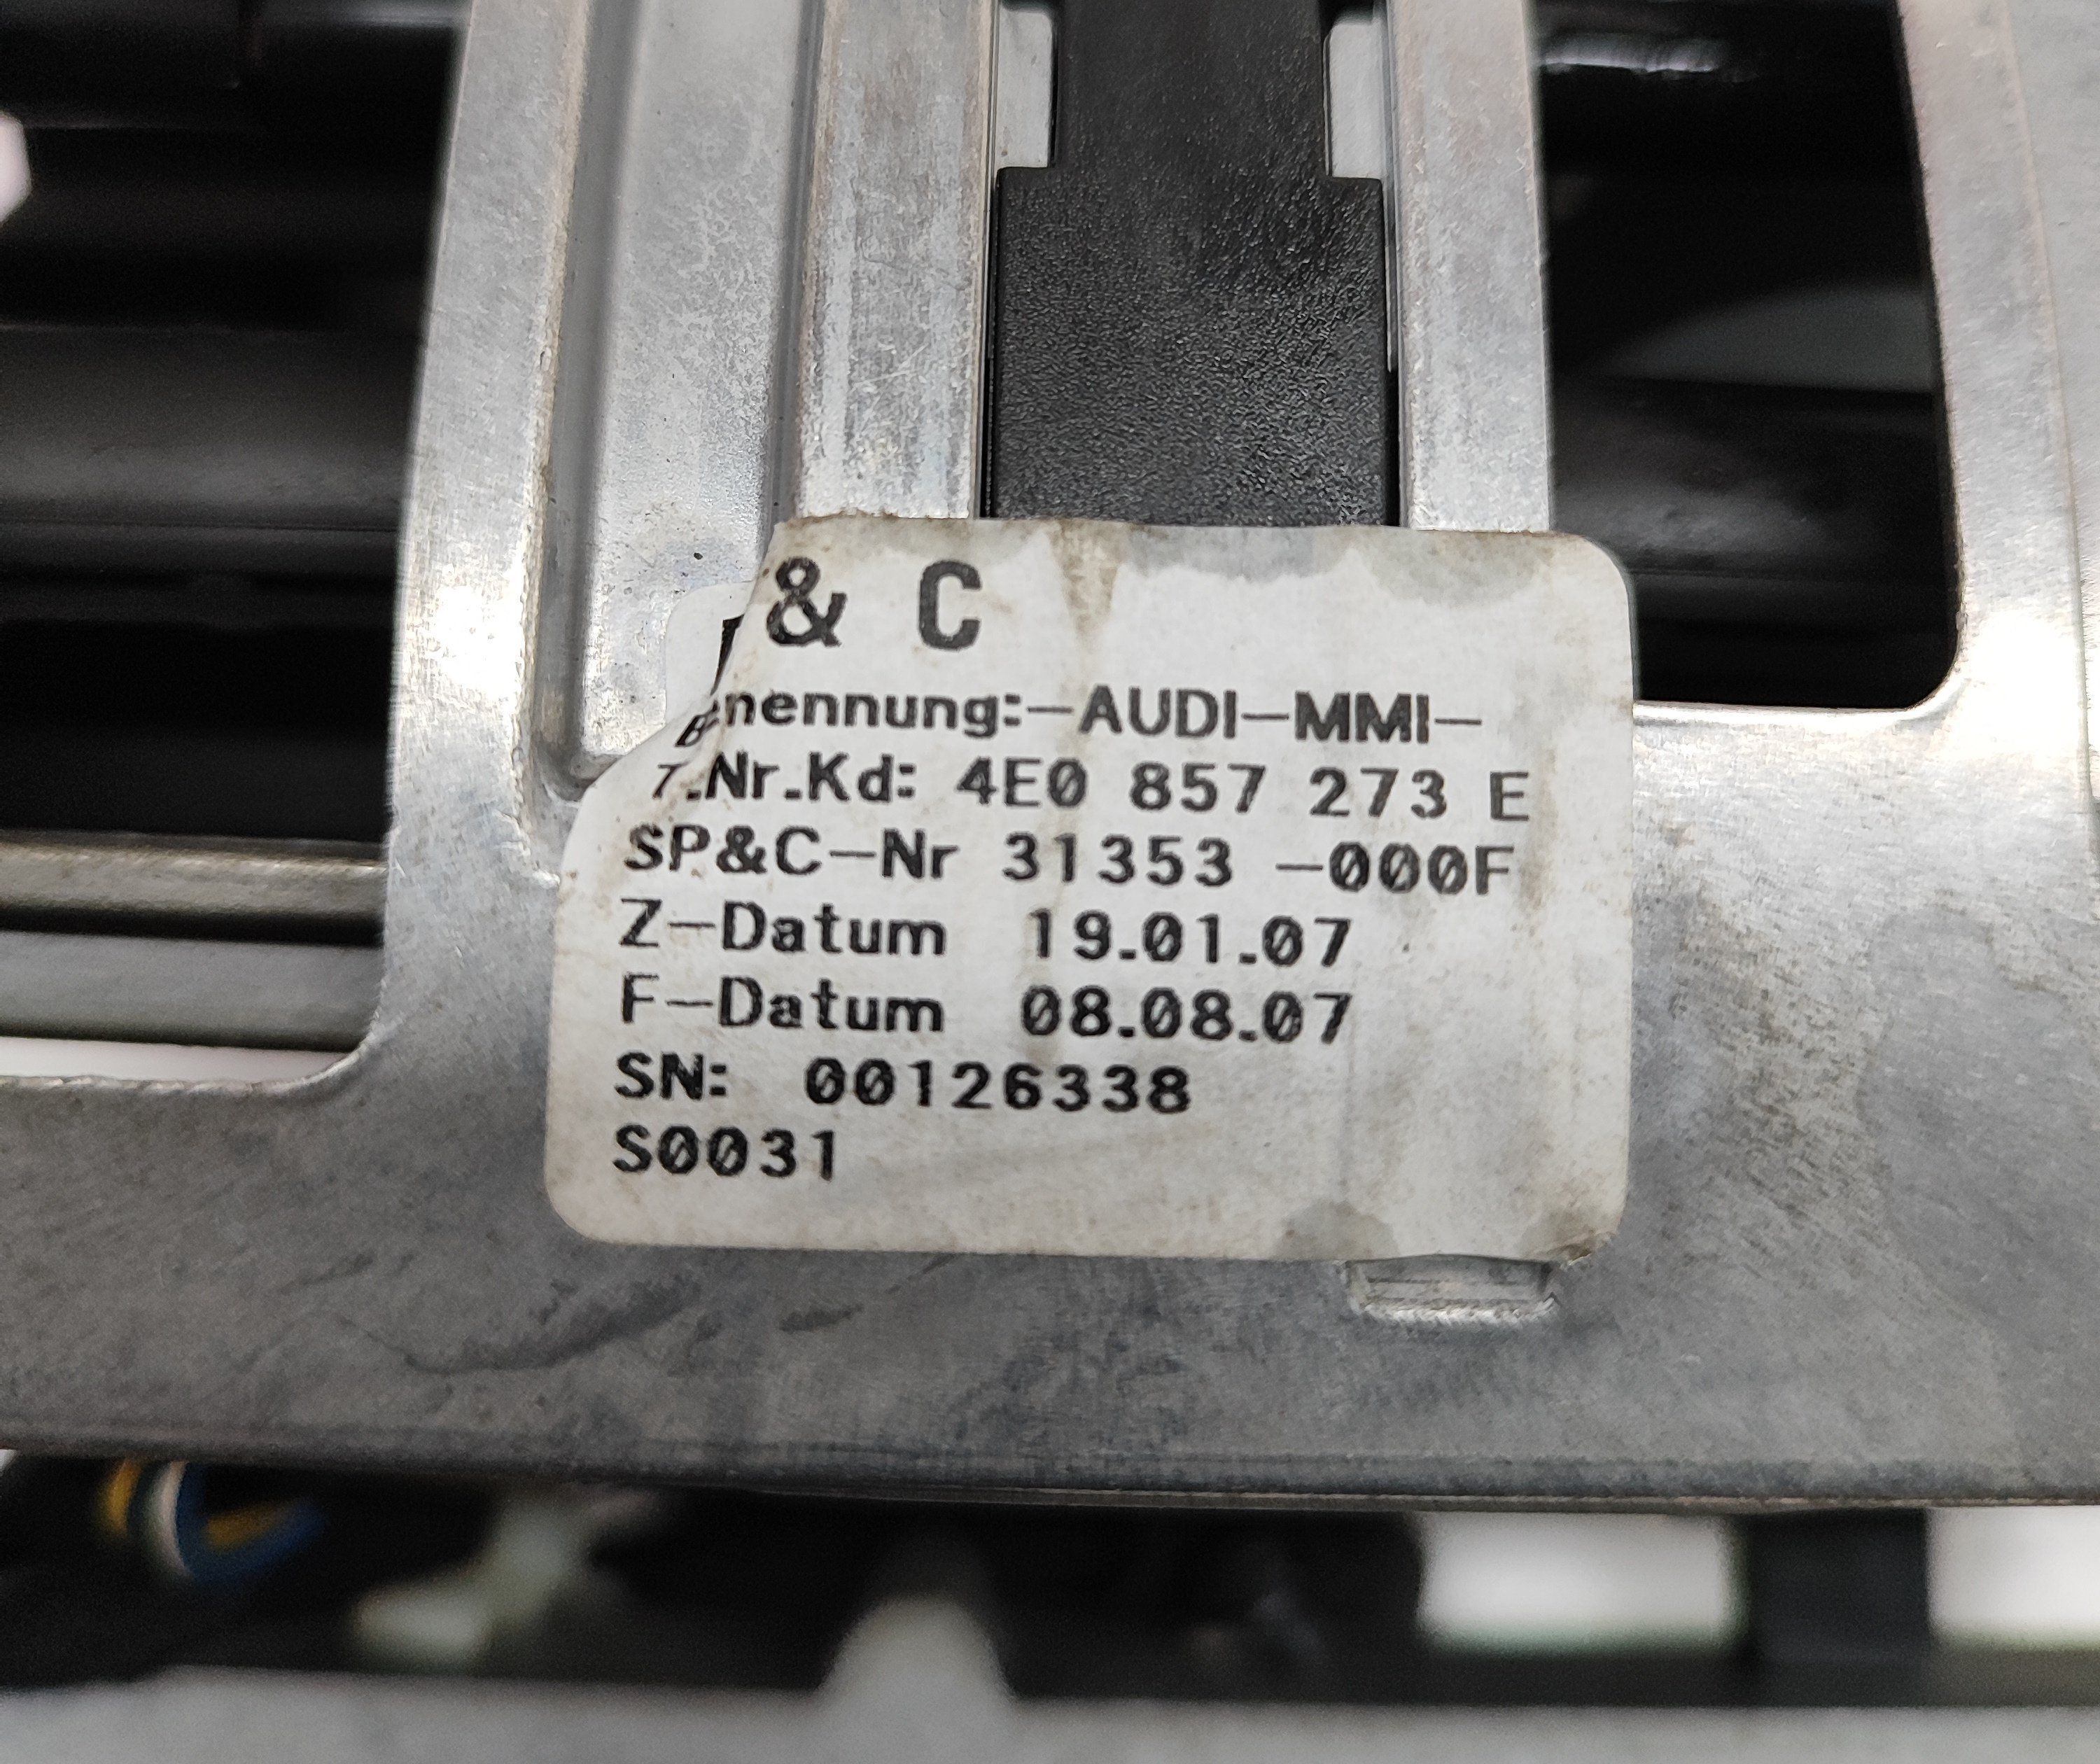 & C
Benennung:-AUDI-MMI-
T.Nr.Kd: 4E0 857 273 E
SP&C-Nr 31353 -000F
Z-Datum 19.01.07
F-Datum 08.08.07
SN: 00126338
S0031